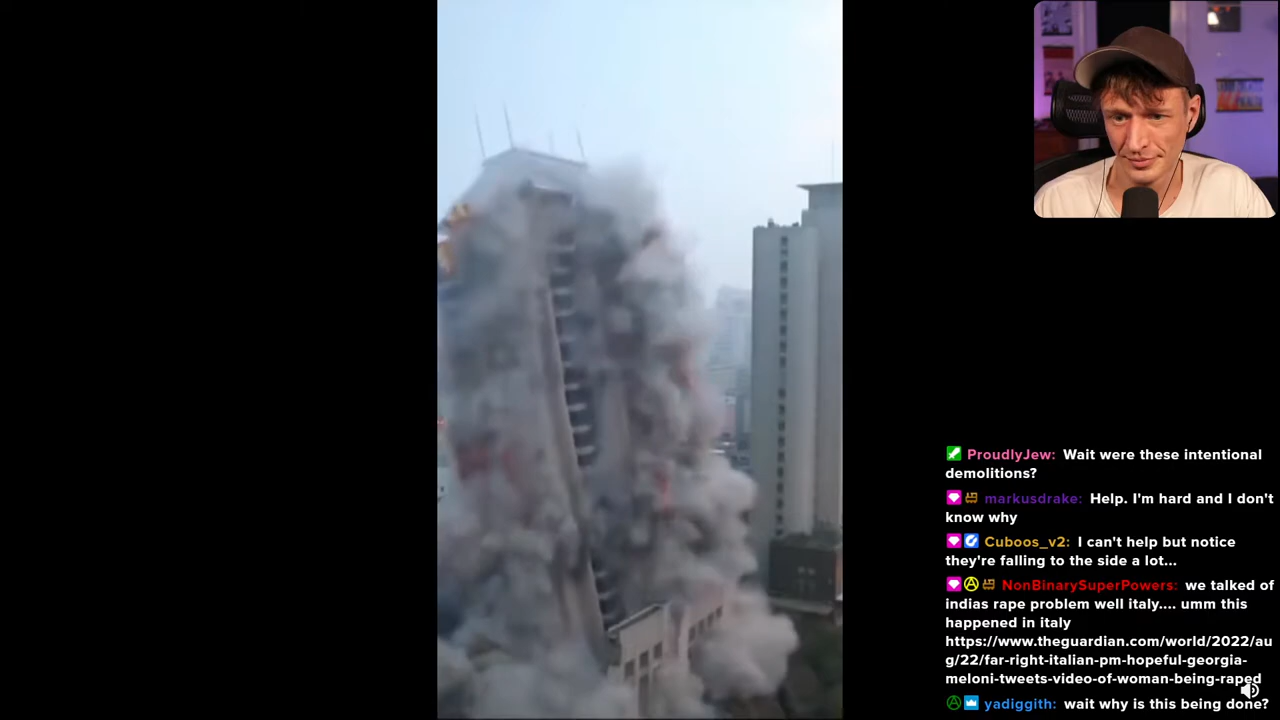 ProudlyJew: Wait were these intentional
demolitions?
markusdrake: Help. I'm hard and I don't
know why
Cuboos_v2: I can't help but notice
they're falling to the side a lot...
NonBinarySuperPowers: we talked of
indias rape problem well italy.... umm this
happened in italy
https://www.theguardian.com/world/2022/au
g/22/far-right-italian-pm-hopeful-georgia-
meloni-tweets-video-of-woman-being-raped
yadiggith: wait why is this being done?